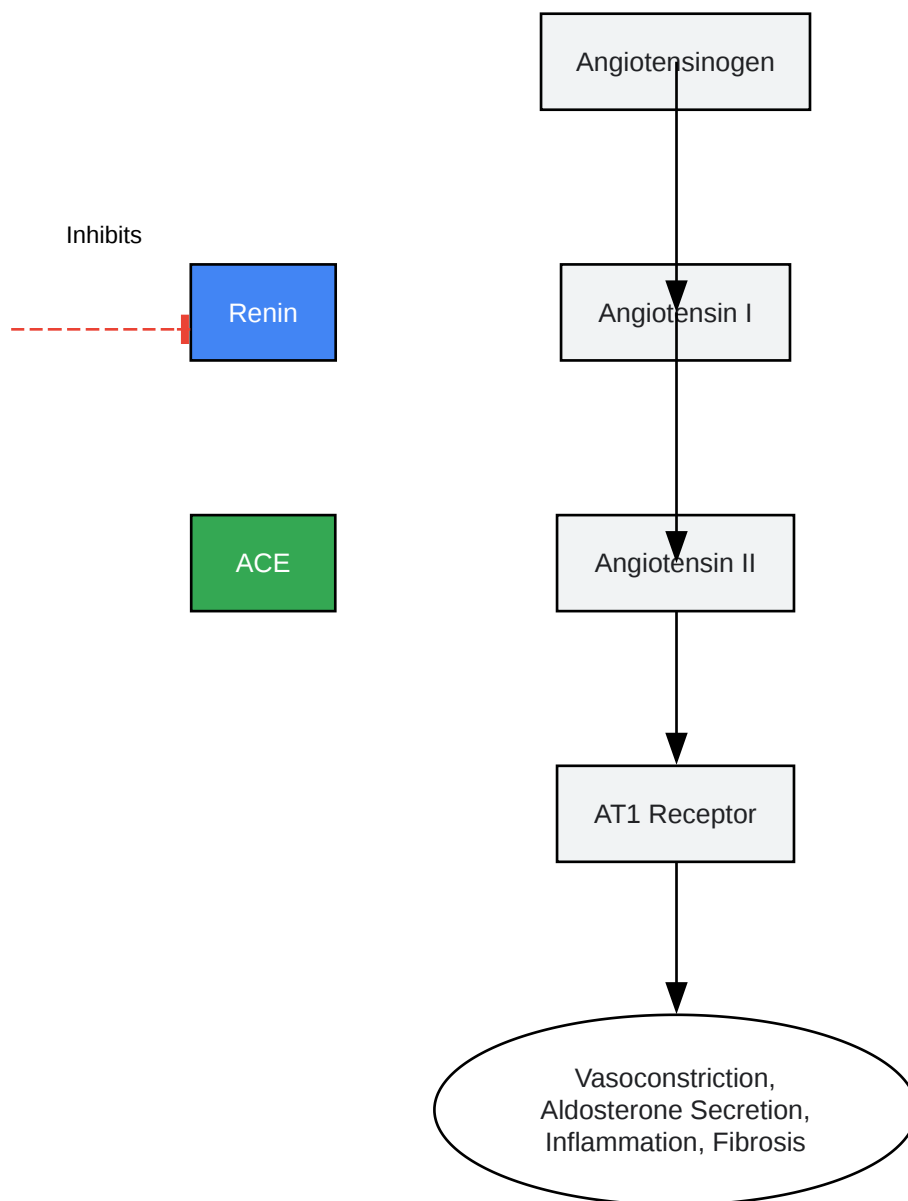 Angiotensinogen
Inhibits
Renin
Angiotensin I
ACE
Angiotensin II
AT1 Receptor
Vasoconstriction,
Aldosterone Secretion,
Inflammation, Fibrosis